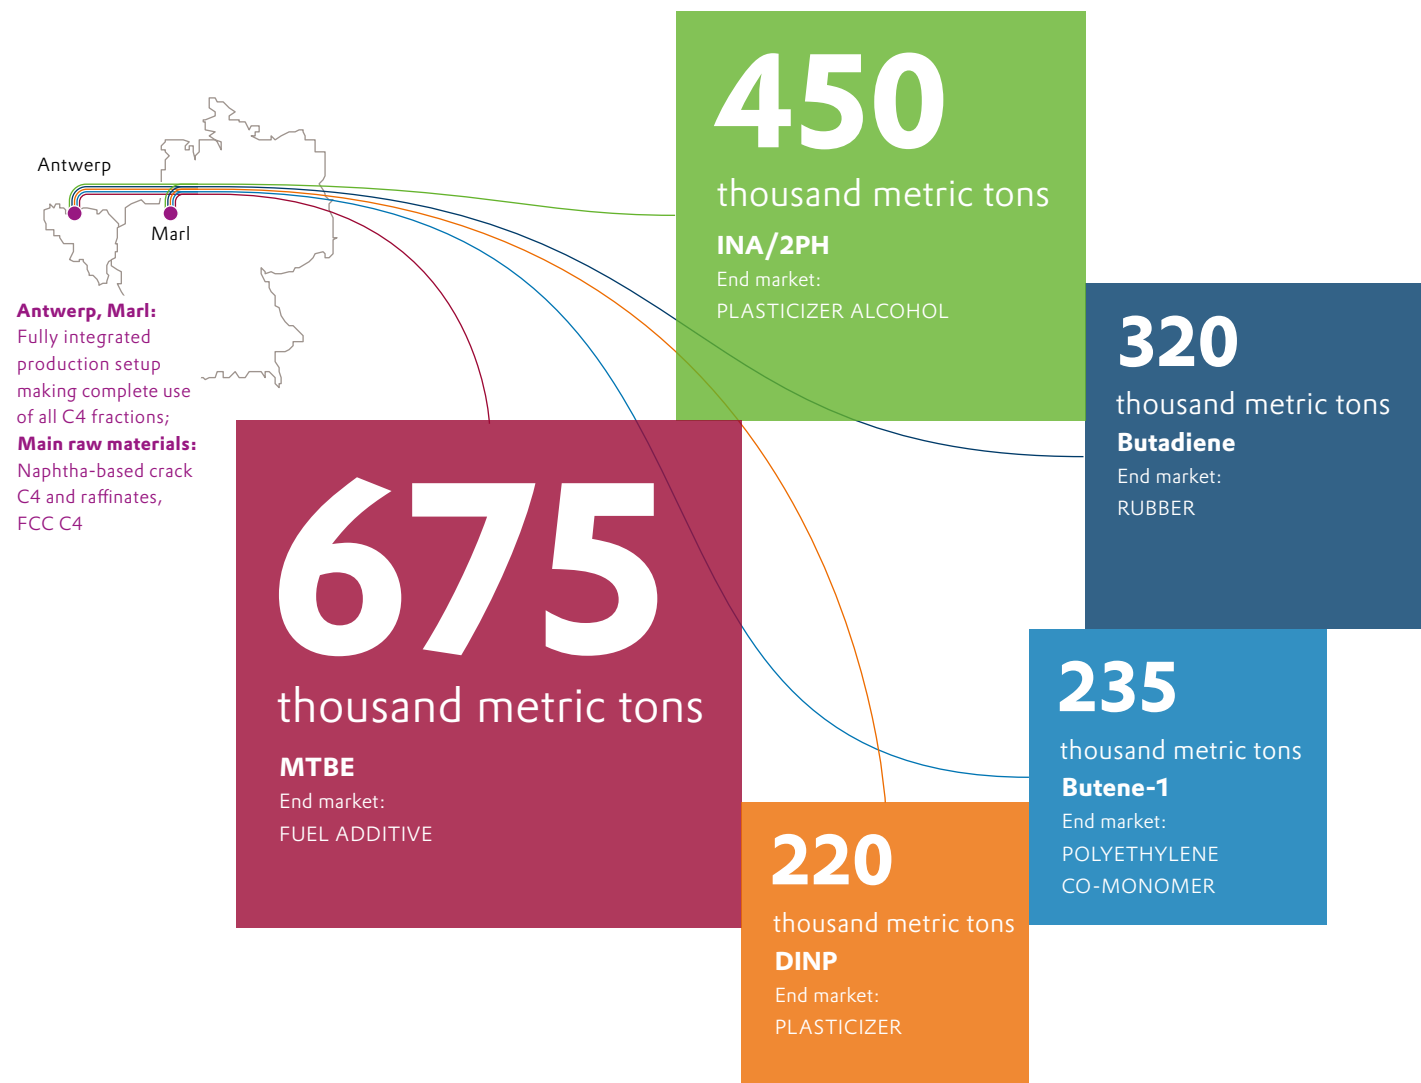 Antwerp
Marl
Antwerp, Marl:
Fully integrated
production setup
making complete use
of all C4 fractions;
Main raw materials:
Naphtha-based crack
C4 and raffinates,
FCC C4
450
thousand metric tons
INA/2PH
End market:
PLASTICIZER ALCOHOL
320
thousand metric tons
Butadiene
End market:
RUBBER
675
thousand metric tons
MTBE
End market:
FUEL ADDITIVE
235
thousand metric tons
Butene-1
End market:
POLYETHYLENE
CO-MONOMER
220
thousand metric tons
DINP
End market:
PLASTICIZER